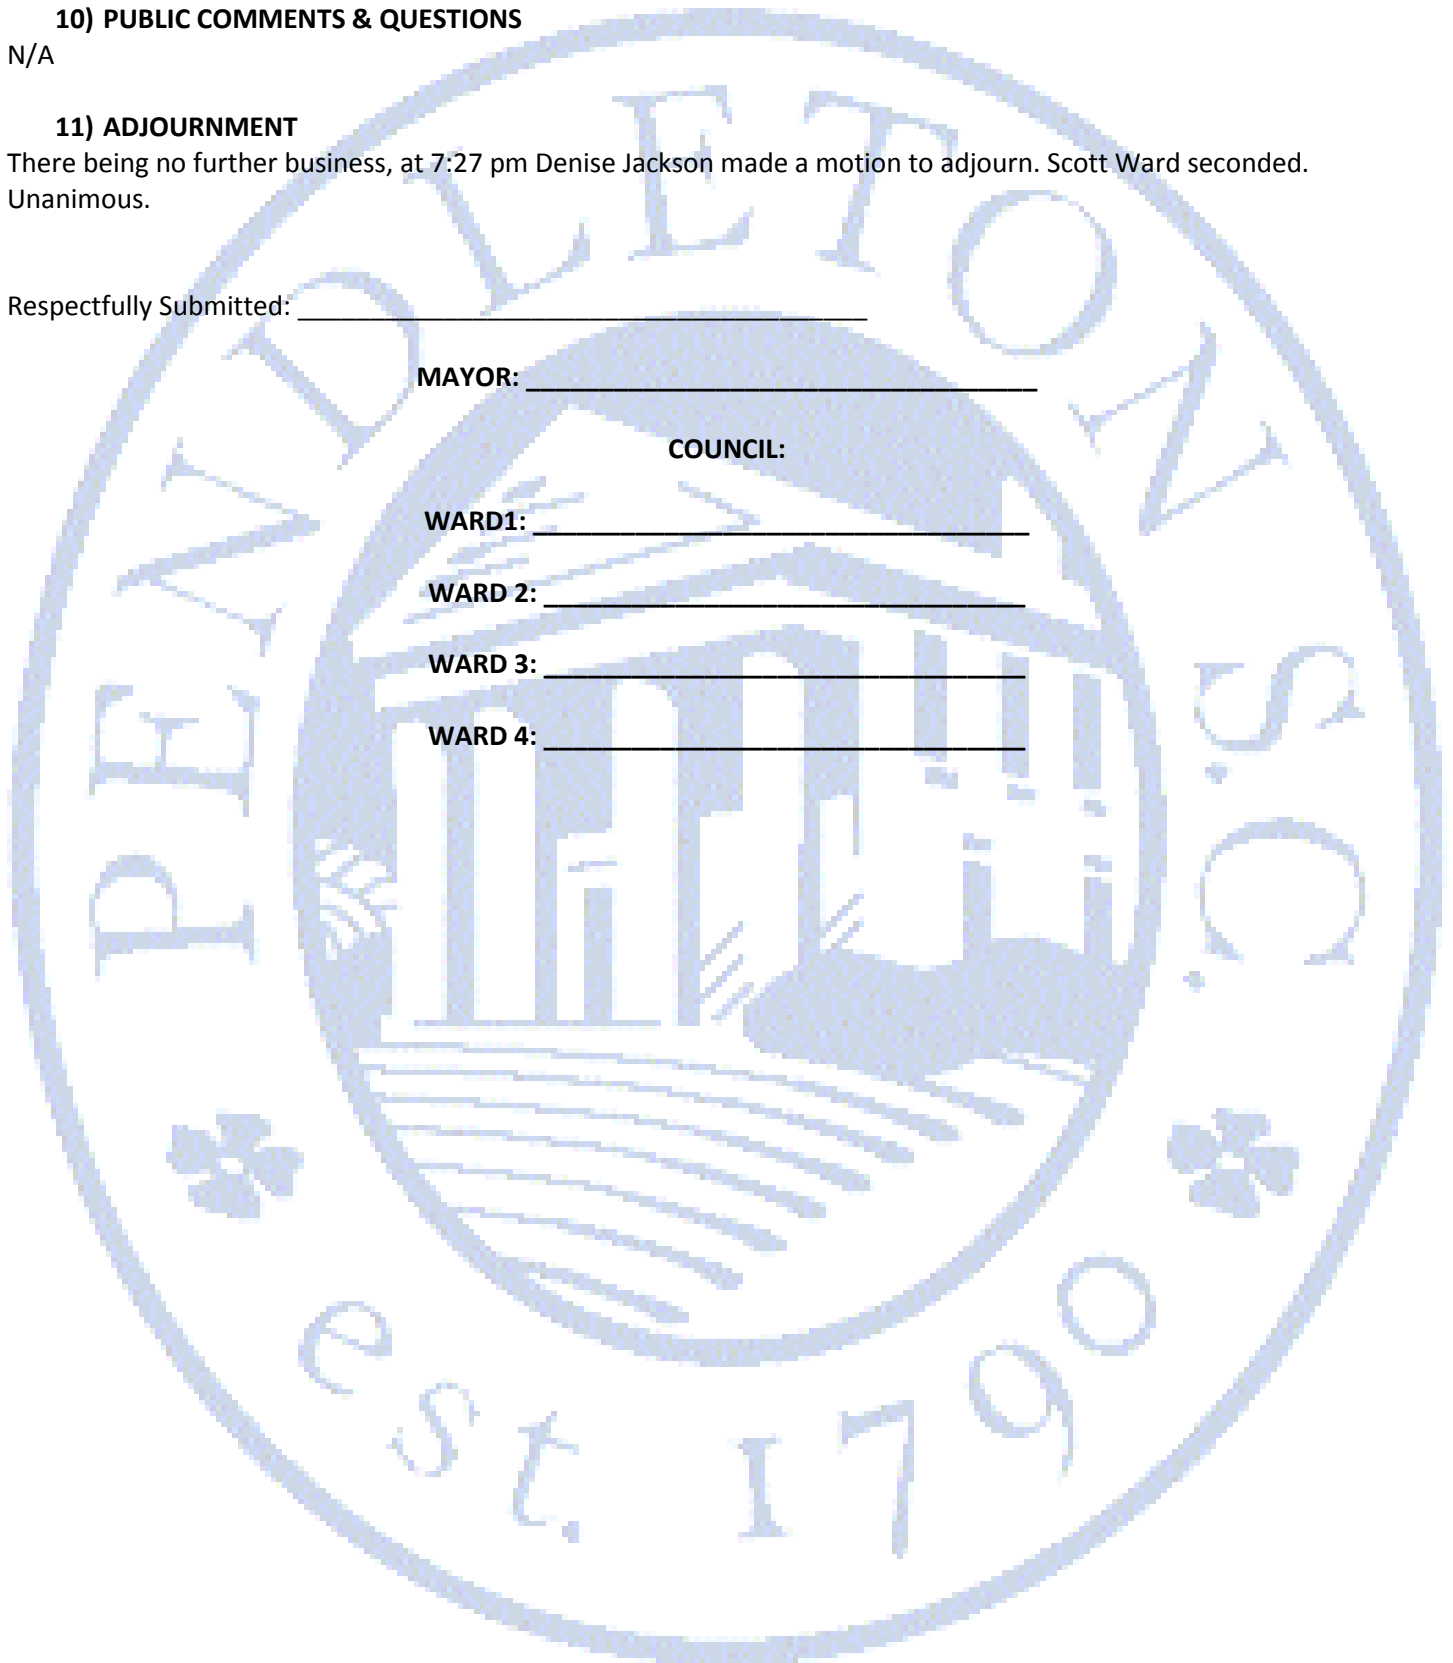 10) PUBLIC COMMENTS & QUESTIONS
N/A
11) ADJOURNMENT
There being no further business, at 7:27 pm Denise Jackson made a motion to adjourn. Scott Ward seconded.
Unanimous.
Respectfully Submitted: ________________________________________
MAYOR: ____________________________________
COUNCIL:
WARD1: ___________________________________
WARD 2: __________________________________
WARD 3: __________________________________
WARD 4: __________________________________
PENDLETON S.C.
est. 1790